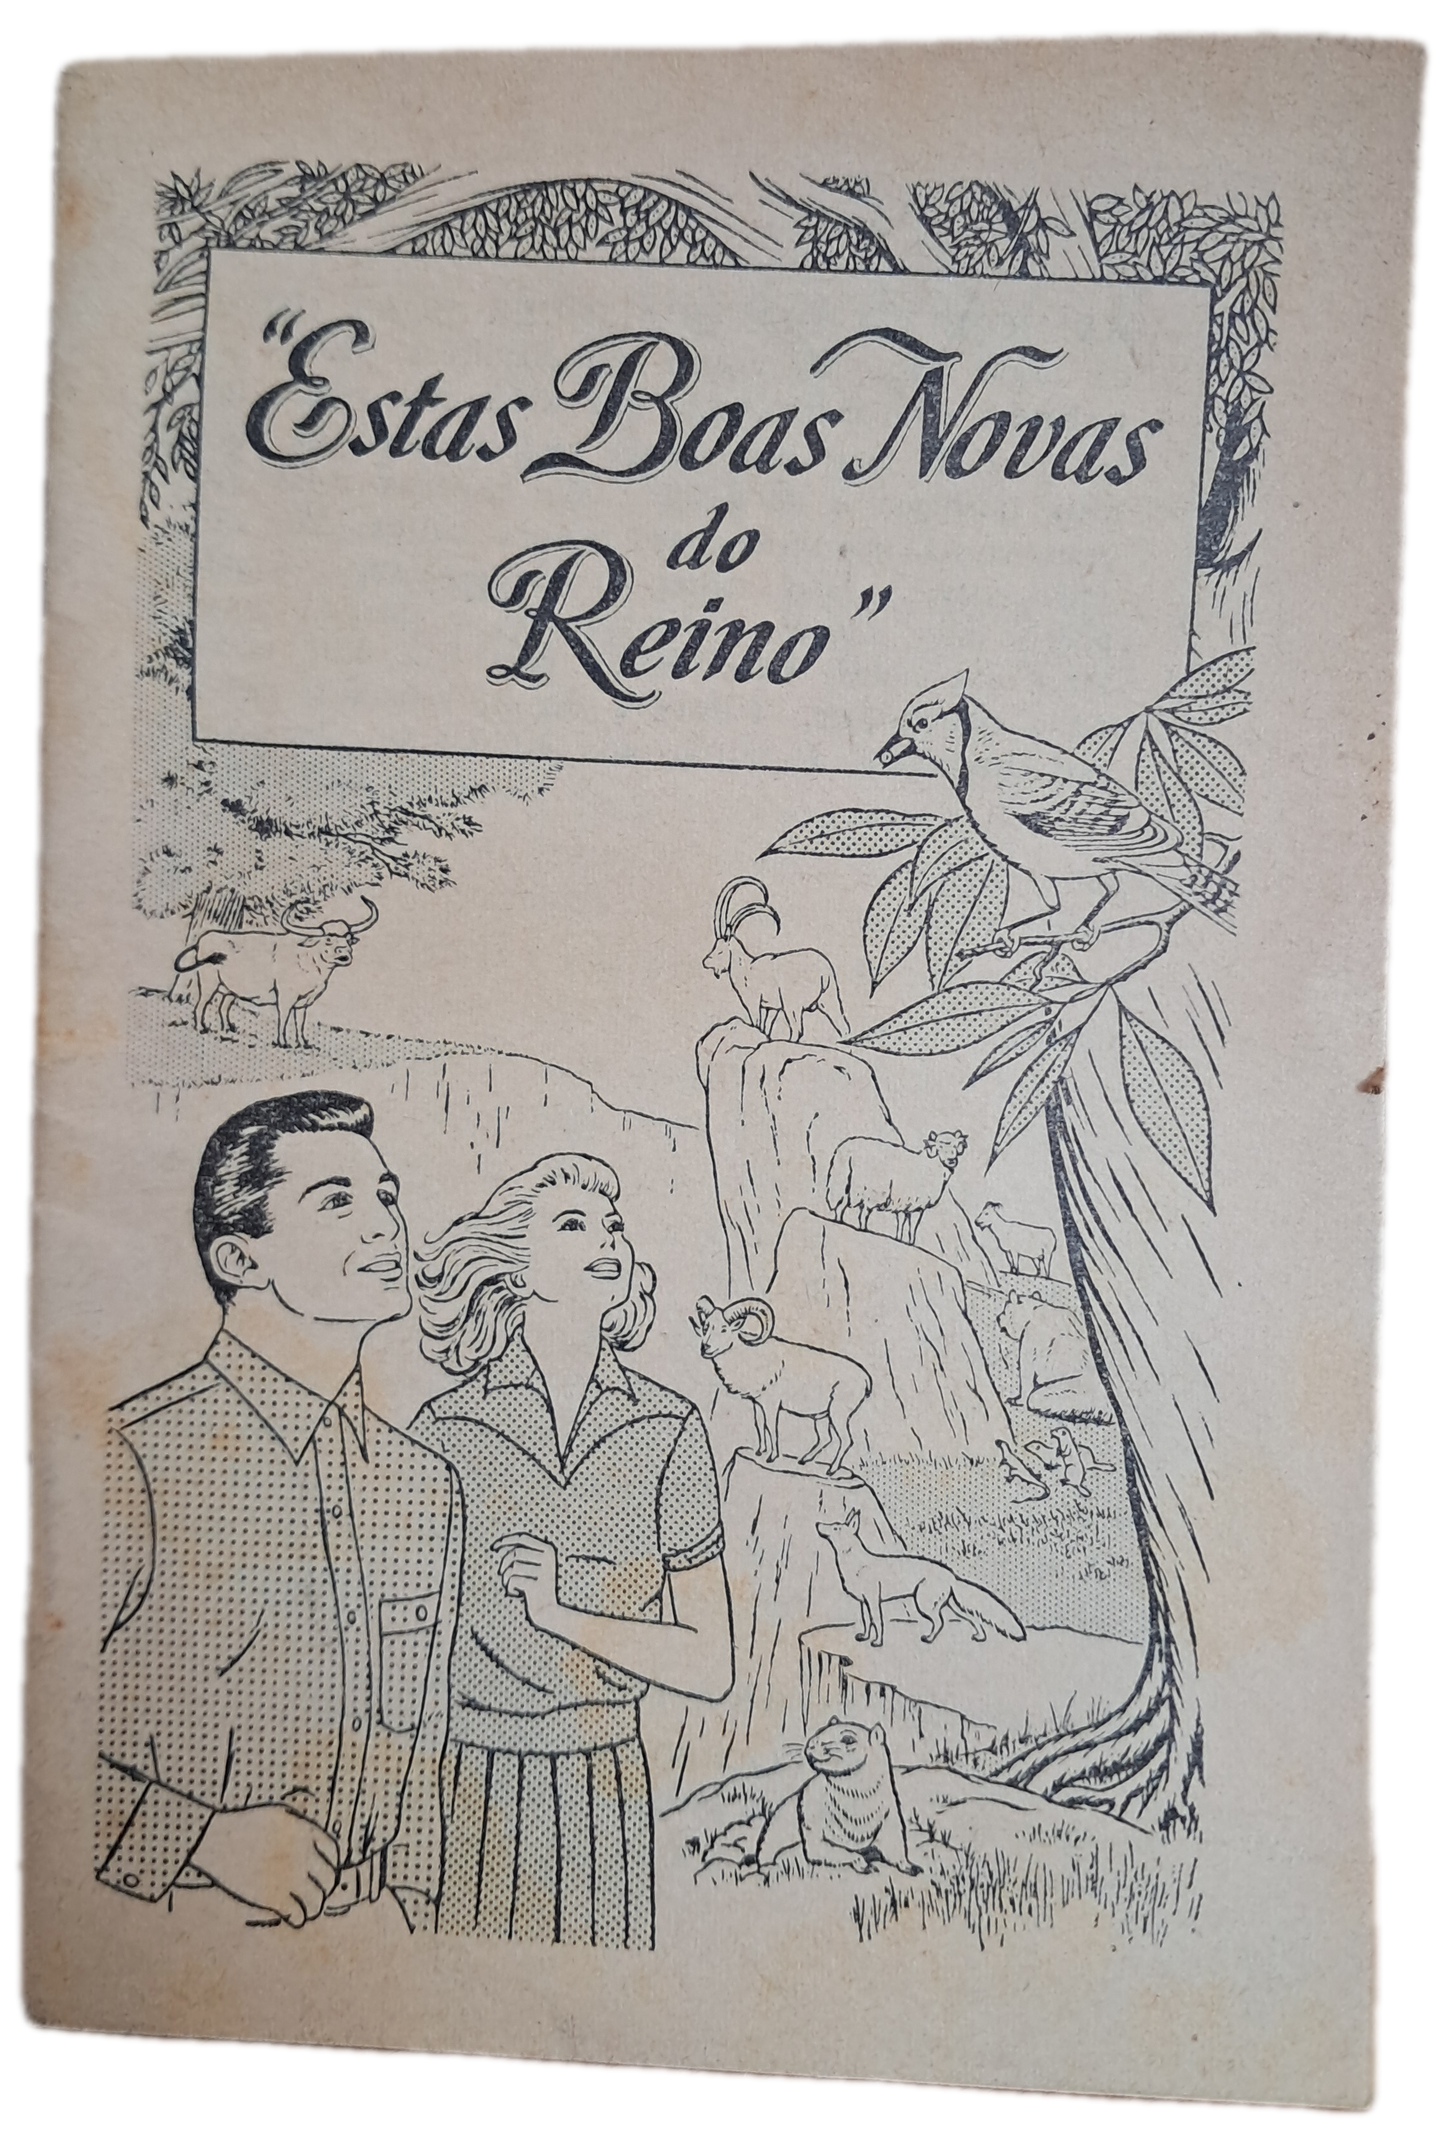 “Estas Boas Novas
do
Reino”